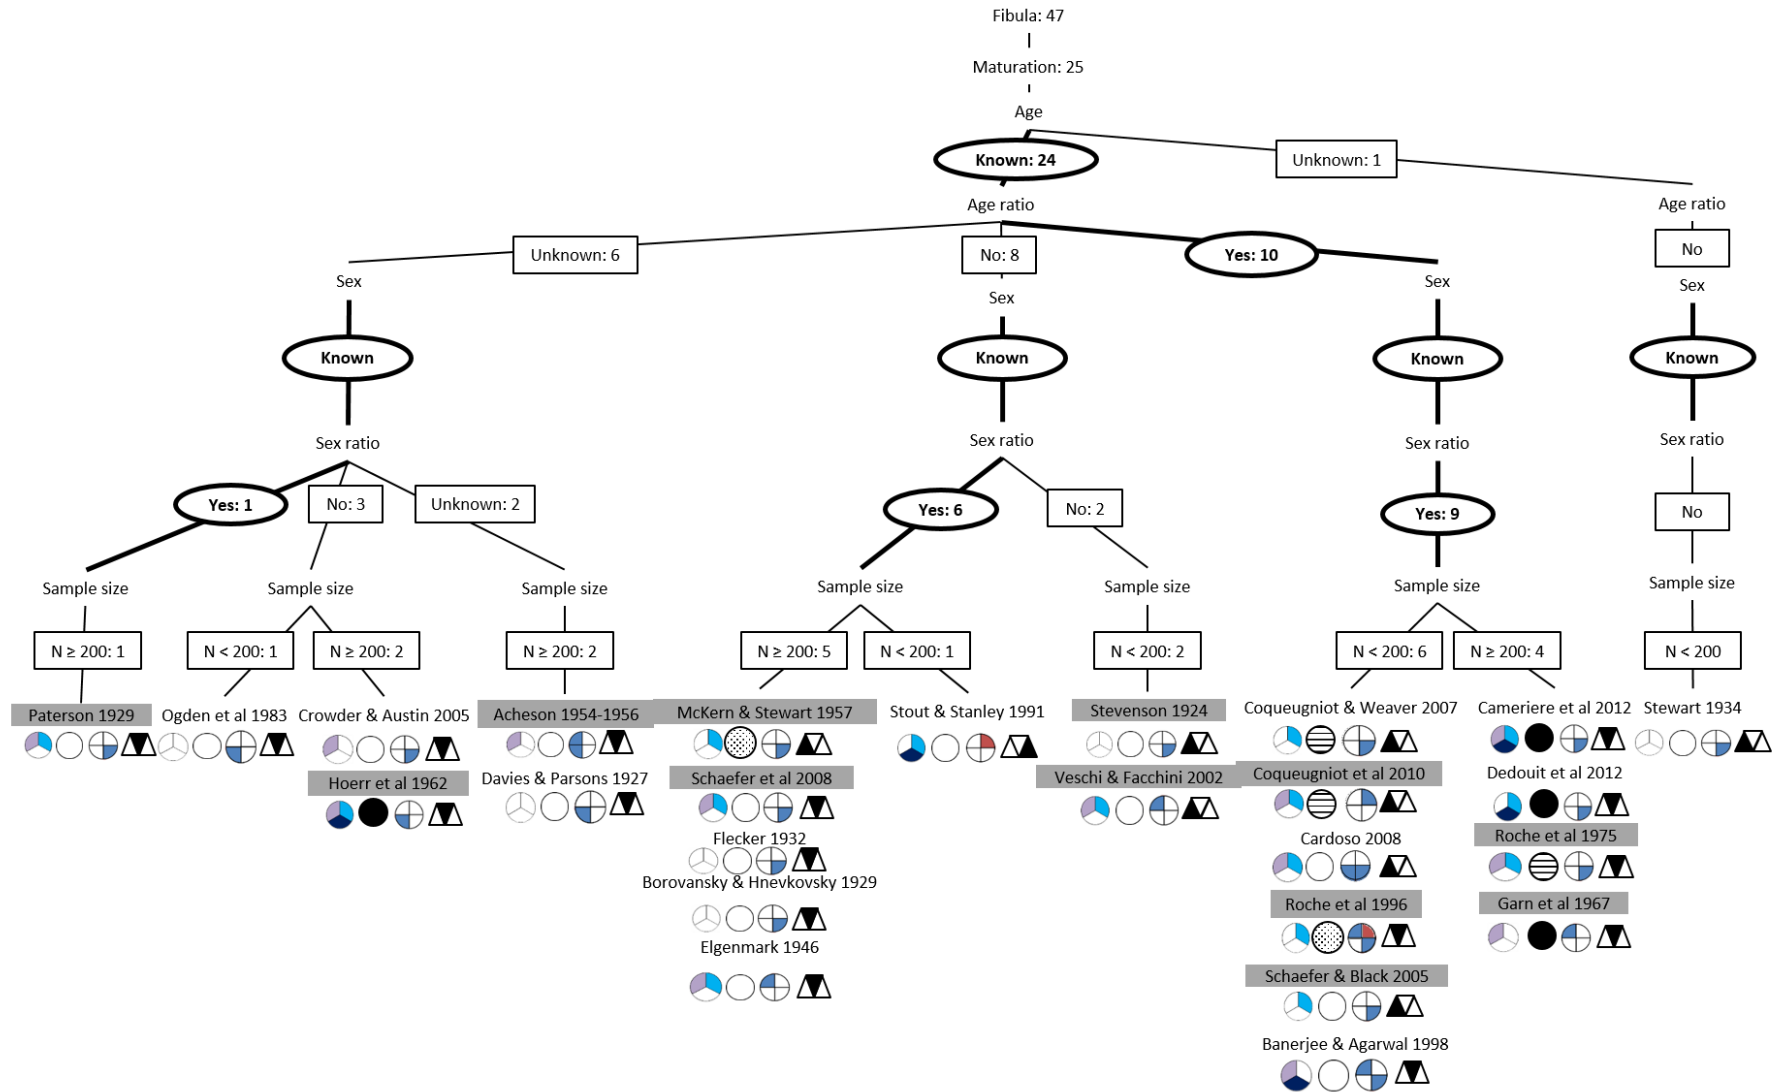 Fibula: 47
Maturation: 25
Age
Known: 24
Unknown: 1
Age ratio
Age ratio
Unknown: 6
No: 8
Yes: 10
No
Sex
Sex
Sex
Sex
Known
Known
Known
Known
Sex ratio
Sex ratio
Sex ratio
Sex ratio
Yes: 1
No: 3
Unknown: 2
Yes: 6
No: 2
Yes: 9
No
Sample size
Sample size
Sample size
Sample size
Sample size
Sample size
Sample size
N ≥ 200: 1
N < 200: 1
N ≥ 200: 2
N ≥ 200: 2
N ≥ 200: 5
N < 200: 1
N < 200: 2
N < 200: 6
N ≥ 200: 4
N < 200
Paterson 1929
Ogden et al 1983
Crowder & Austin 2005
Acheson 1954-1956
McKern & Stewart 1957
Stout & Stanley 1991
Stevenson 1924
Coqueugniot & Weaver 2007
Cameriere et al 2012
Stewart 1934
Hoerr et al 1962
Davies & Parsons 1927
Schaefer et al 2008
Veschi & Facchini 2002
Coqueugniot et al 2010
Dedouit et al 2012
Flecker 1932
Cardoso 2008
Roche et al 1975
Borovansky & Hnevkovsky 1929
Roche et al 1996
Garn et al 1967
Elgenmark 1946
Schaefer & Black 2005
Banerjee & Agarwal 1998